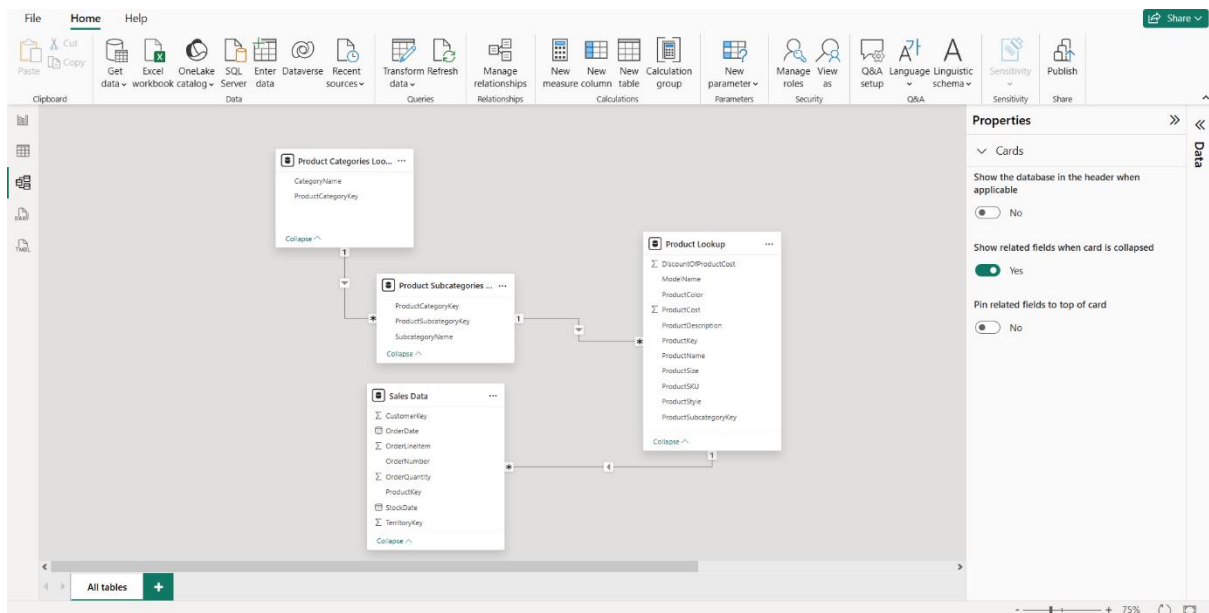 File Home Help Share
Paste
Cut
Copy
Clipboard
Get data
Excel workbook
OneLake catalog
SQL Server
Enter data
Dataverse
Recent sources
Data
Transform data
Refresh
Queries
Manage relationships
Relationships
New measure
New column
New table
Calculation group
Calculations
New parameter
Parameters
Manage roles
View as
Security
Q&A setup
Language
Linguistic schema
Q&A
Sensitivity
Sensitivity
Publish
Share
Product Categories Loo... ...
CategoryName
ProductCategoryKey
Collapse
1
*
Product Subcategories ... ...
ProductCategoryKey
ProductSubcategoryKey
SubcategoryName
Collapse
1
*
Product Lookup ...
Σ DiscountOfProductCost
ModelName
ProductColor
Σ ProductCost
ProductDescription
ProductKey
ProductName
ProductSize
ProductSKU
ProductStyle
ProductSubcategoryKey
Collapse
1
*
Sales Data ...
Σ CustomerKey
OrderDate
Σ OrderLineItem
OrderNumber
Σ OrderQuantity
ProductKey
StockDate
Σ TerritoryKey
Collapse
Properties
Cards
Show the database in the header when
applicable
No
Show related fields when card is collapsed
Yes
Pin related fields to top of card
No
Data
All tables +
- + 75%